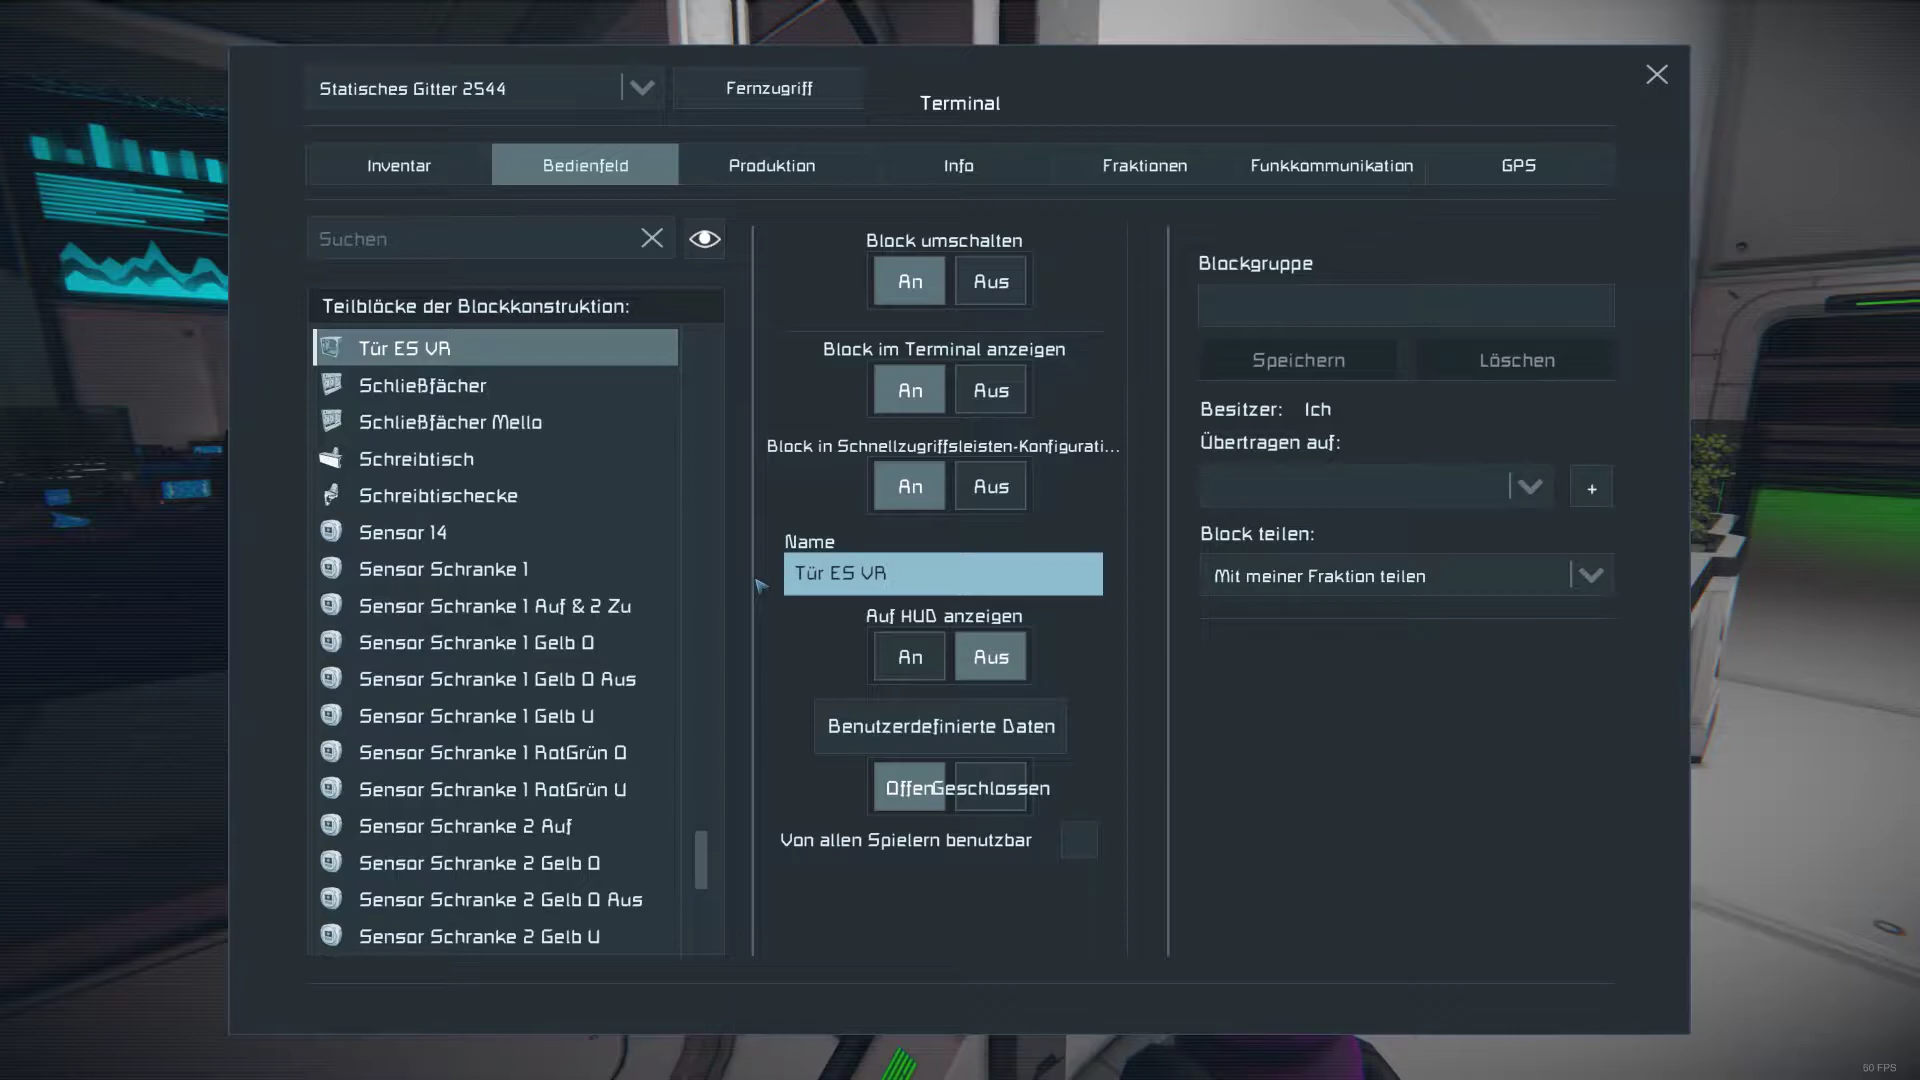 Statisches Gitter 2544
Fernzugriff
Terminal
Inventar
Bedienfeld
Produktion
Info
Fraktionen
Funkkommunikation
GPS
Suchen
Teilblöcke der Blockkonstruktion:
Tür ES VR
Schließfächer
Schließfächer Mello
Schreibtisch
Schreibtischecke
Sensor 14
Sensor Schranke 1
Sensor Schranke 1 Auf & 2 Zu
Sensor Schranke 1 Gelb O
Sensor Schranke 1 Gelb O Aus
Sensor Schranke 1 Gelb U
Sensor Schranke 1 RotGrün O
Sensor Schranke 1 RotGrün U
Sensor Schranke 2 Auf
Sensor Schranke 2 Gelb O
Sensor Schranke 2 Gelb O Aus
Sensor Schranke 2 Gelb U
Block umschalten
An Aus
Block im Terminal anzeigen
An Aus
Block in Schnellzugriffsleisten-Konfigurati...
An Aus
Name
Tür ES VR
Auf HUD anzeigen
An Aus
Benutzerdefinierte Daten
Offen Geschlossen
Von allen Spielern benutzbar
Blockgruppe
Speichern Löschen
Besitzer: Ich
Übertragen auf:
+
Block teilen:
Mit meiner Fraktion teilen
60 FPS